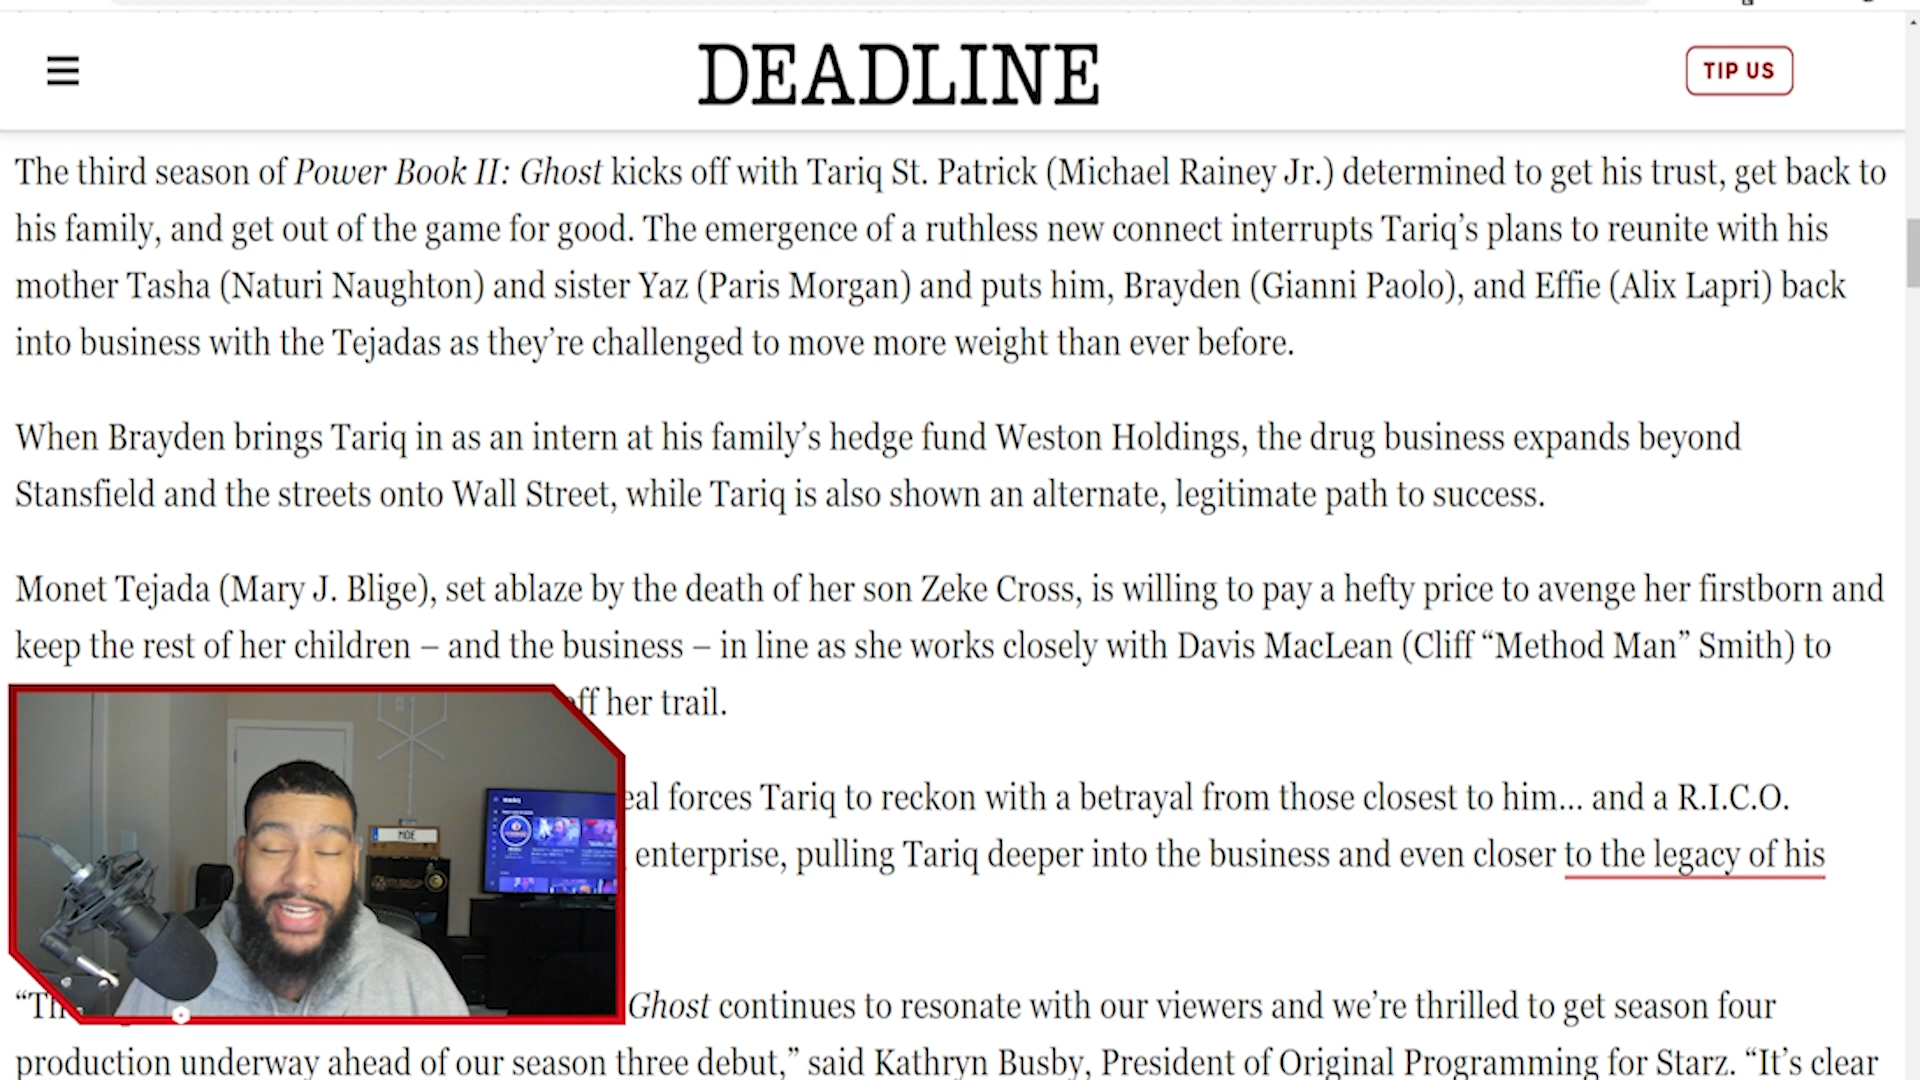 DEADLINE
TIP US
The third season of Power Book II: Ghost kicks off with Tariq St. Patrick (Michael Rainey Jr.) determined to get his trust, get back to
his family, and get out of the game for good. The emergence of a ruthless new connect interrupts Tariq’s plans to reunite with his
mother Tasha (Naturi Naughton) and sister Yaz (Paris Morgan) and puts him, Brayden (Gianni Paolo), and Effie (Alix Lapri) back
into business with the Tejadas as they’re challenged to move more weight than ever before.
When Brayden brings Tariq in as an intern at his family’s hedge fund Weston Holdings, the drug business expands beyond
Stansfield and the streets onto Wall Street, while Tariq is also shown an alternate, legitimate path to success.
Monet Tejada (Mary J. Blige), set ablaze by the death of her son Zeke Cross, is willing to pay a hefty price to avenge her firstborn and
keep the rest of her children – and the business – in line as she works closely with Davis MacLean (Cliff “Method Man” Smith) to
her trail.
forces Tariq to reckon with a betrayal from those closest to him… and a R.I.C.O.
enterprise, pulling Tariq deeper into the business and even closer to the legacy of his
MOE
Ghost continues to resonate with our viewers and we’re thrilled to get season four
production underway ahead of our season three debut,” said Kathryn Busby, President of Original Programming for Starz. “It’s clear